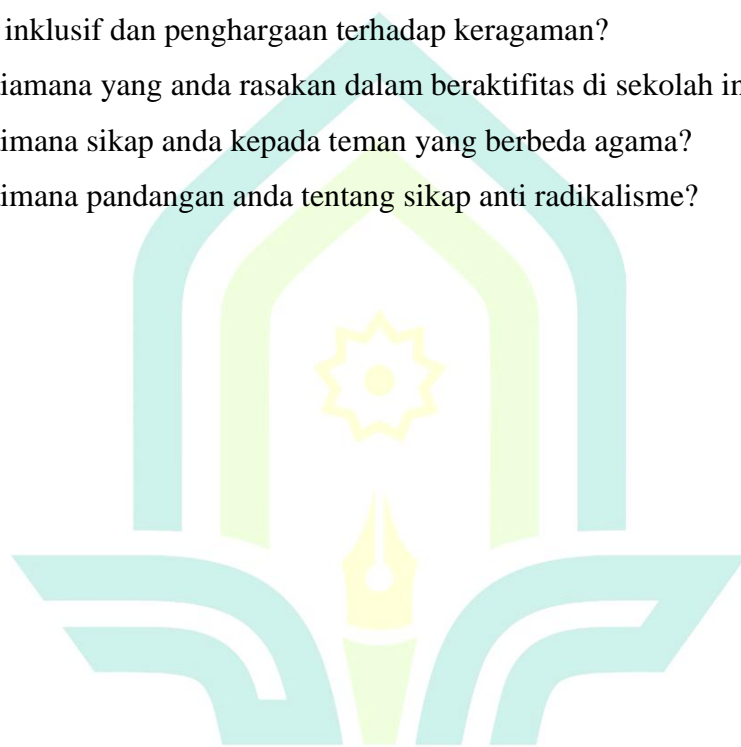 inklusif dan penghargaan terhadap keragaman?
iamana yang anda rasakan dalam beraktifitas di sekolah in
imana sikap anda kepada teman yang berbeda agama?
imana pandangan anda tentang sikap anti radikalisme?